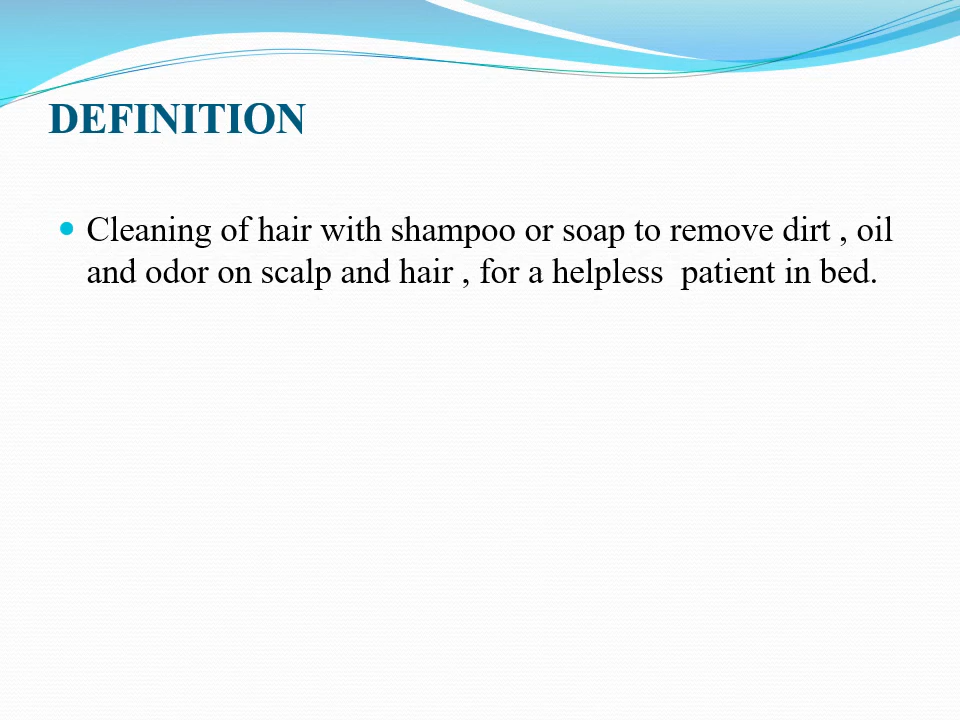 DEFINITION
Cleaning of hair with shampoo or soap to remove dirt , oil
and odor on scalp and hair , for a helpless  patient in bed.